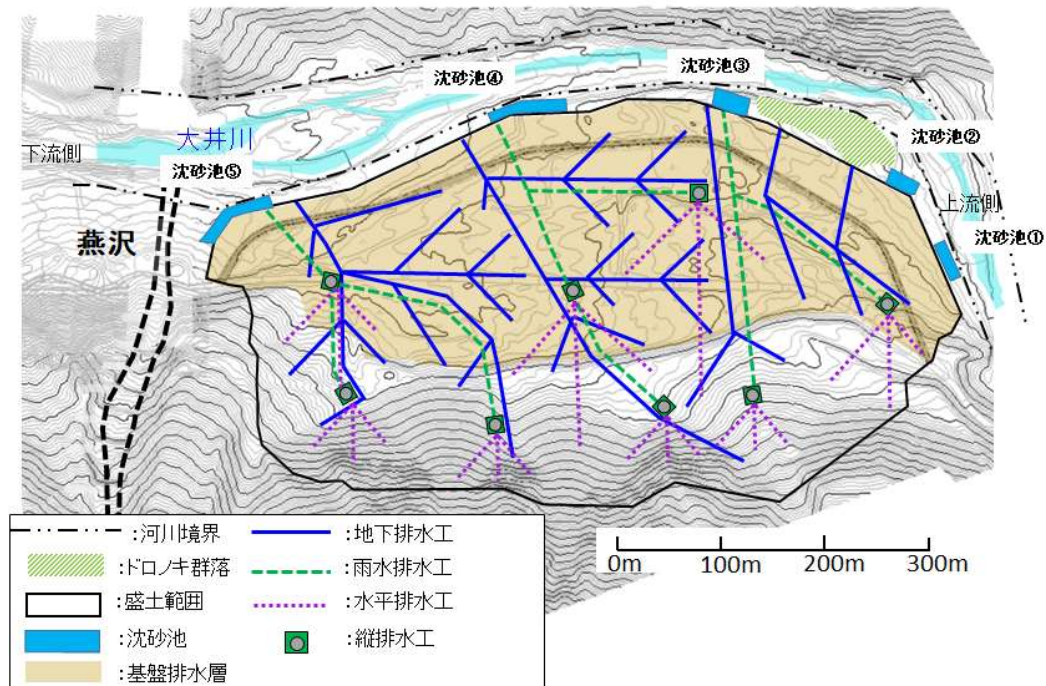 沈砂池④
沈砂池③
大井川
沈砂池②
下流側
沈砂池⑤
上流側
燕沢
沈砂池①
:河川境界
:地下排水工
:ドロノキ群落
:雨水排水工
0m
100m
200m
300m
:盛土範囲
:水平排水工
:沈砂池
:縦排水工
:基盤排水層